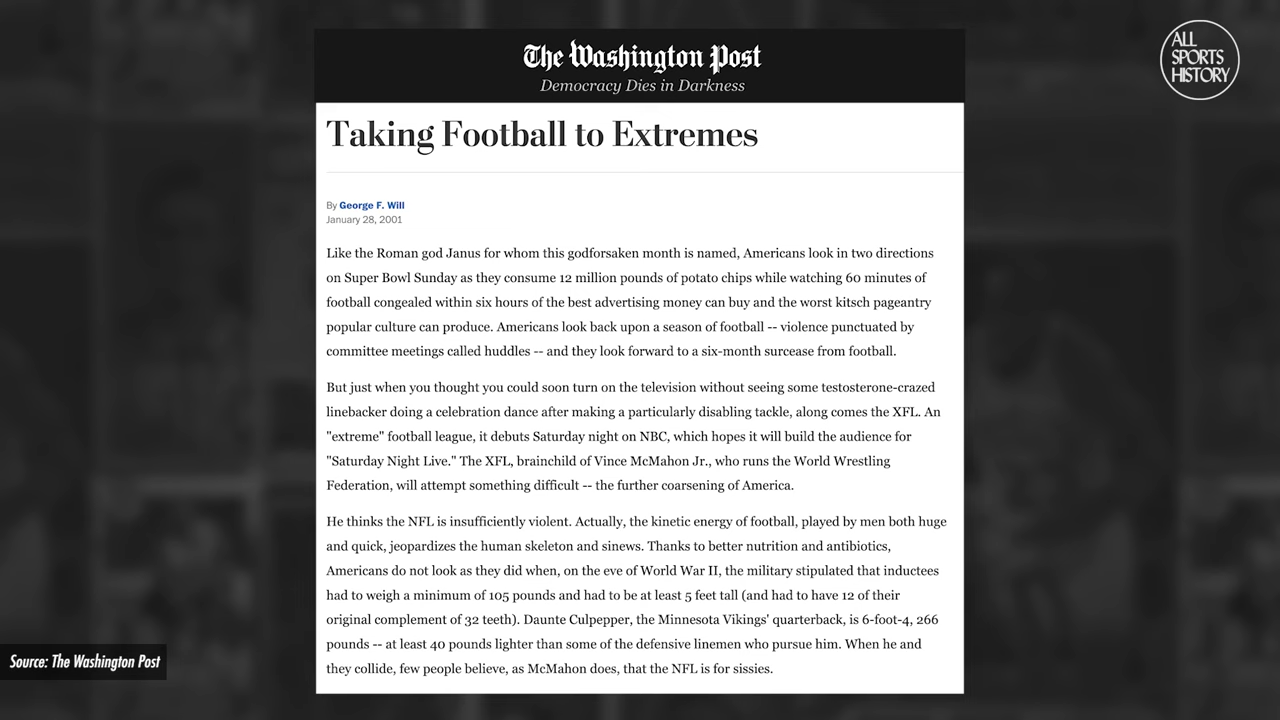 The Washington Post
Democracy Dies in Darkness
ALL
SPORTS
HISTORY
Taking Football to Extremes
By George F. Will
January 28, 2001
Like the Roman god Janus for whom this godforsaken month is named, Americans look in two directions
on Super Bowl Sunday as they consume 12 million pounds of potato chips while watching 60 minutes of
football congealed within six hours of the best advertising money can buy and the worst kitsch pageantry
popular culture can produce. Americans look back upon a season of football -- violence punctuated by
committee meetings called huddles -- and they look forward to a six-month surcease from football.
But just when you thought you could soon turn on the television without seeing some testosterone-crazed
linebacker doing a celebration dance after making a particularly disabling tackle, along comes the XFL. An
"extreme" football league, it debuts Saturday night on NBC, which hopes it will build the audience for
"Saturday Night Live." The XFL, brainchild of Vince McMahon Jr., who runs the World Wrestling
Federation, will attempt something difficult -- the further coarsening of America.
He thinks the NFL is insufficiently violent. Actually, the kinetic energy of football, played by men both huge
and quick, jeopardizes the human skeleton and sinews. Thanks to better nutrition and antibiotics,
Americans do not look as they did when, on the eve of World War II, the military stipulated that inductees
had to weigh a minimum of 105 pounds and had to be at least 5 feet tall (and had to have 12 of their
original complement of 32 teeth). Daunte Culpepper, the Minnesota Vikings' quarterback, is 6-foot-4, 266
pounds -- at least 40 pounds lighter than some of the defensive linemen who pursue him. When he and
they collide, few people believe, as McMahon does, that the NFL is for sissies.
Source: The Washington Post